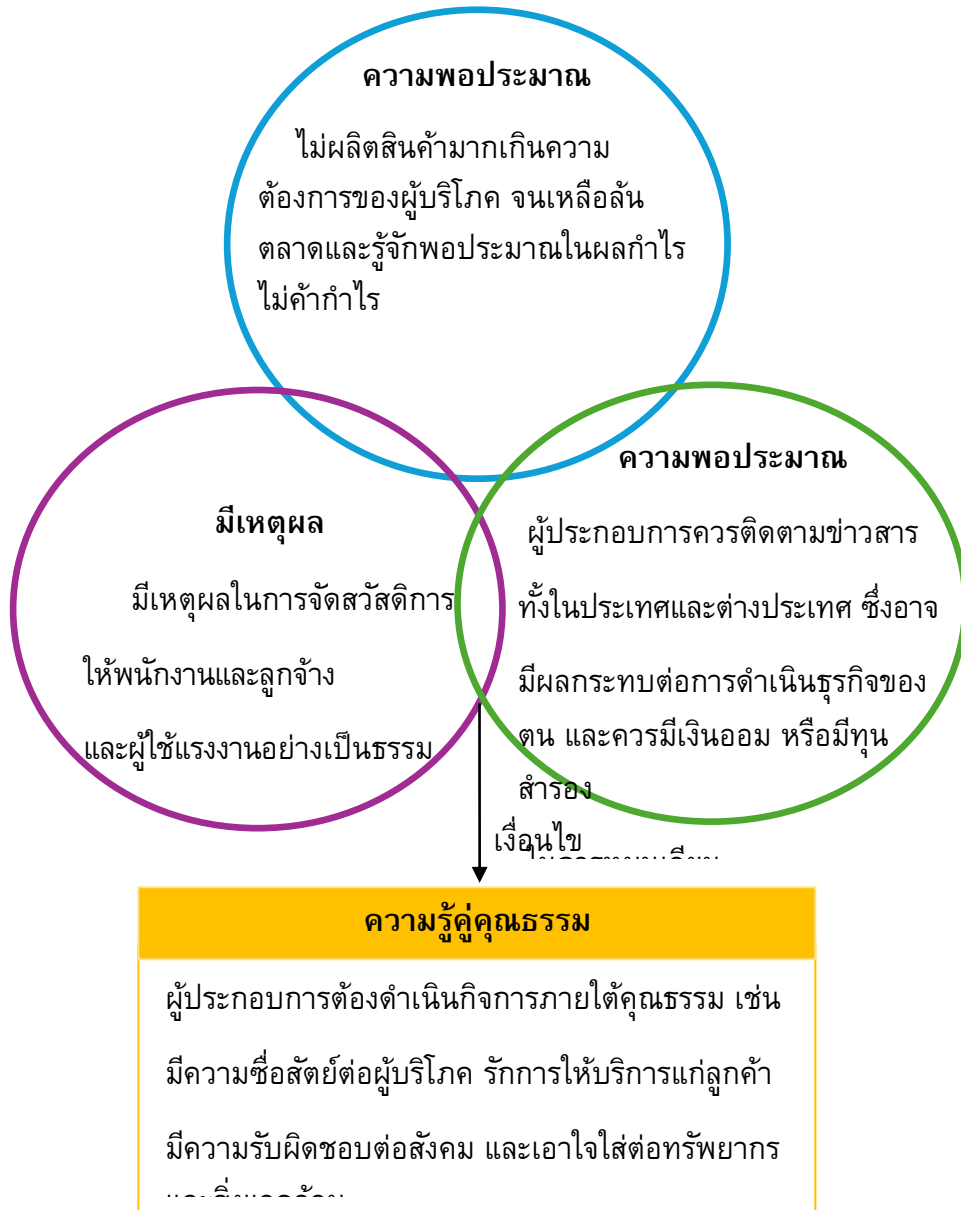 ความพอประมาณ
ไม่ผลิตสินค้ามากเกินความ
ต้องการของผู้บริโภค จนเหลือล้น
ตลาดและรู้จักพอประมาณในผลกำไร
ไม่ค้ากำไร
มีเหตุผล
มีเหตุผลในการจัดสวัสดิการ
ให้พนักงานและลูกจ้าง
และผู้ใช้แรงงานอย่างเป็นธรรม
ความพอประมาณ
ผู้ประกอบการควรติดตามข่าวสาร
ทั้งในประเทศและต่างประเทศ ซึ่งอาจ
มีผลกระทบต่อการดำเนินธุรกิจของ
ตน และควรมีเงินออม หรือมีทุน
สำรอง
เงื่อนไข
ความรู้คู่คุณธรรม
ผู้ประกอบการต้องดำเนินกิจการภายใต้คุณธรรม เช่น
มีความซื่อสัตย์ต่อผู้บริโภค รักการให้บริการแก่ลูกค้า
มีความรับผิดชอบต่อสังคม และเอาใจใส่ต่อทรัพยากร